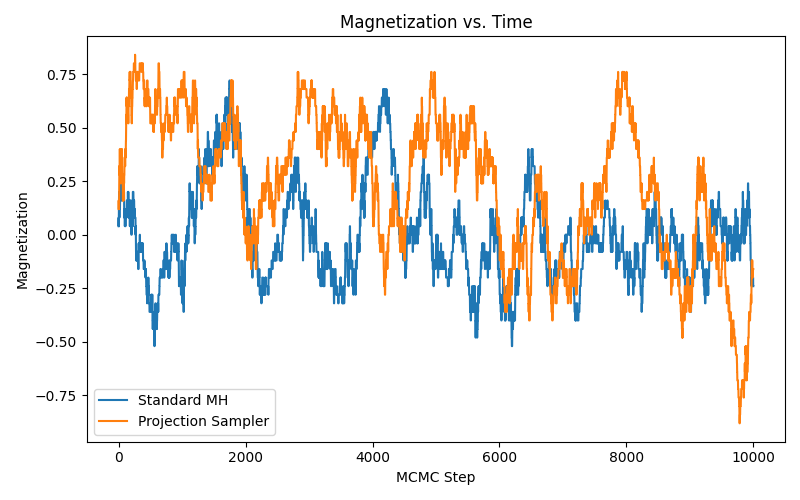 Magnetization vs. Time
Magnetization
0.75
0.50
0.25
0.00
−0.25
−0.50
−0.75
Standard MH
Projection Sampler
0 2000 4000 6000 8000 10000
MCMC Step